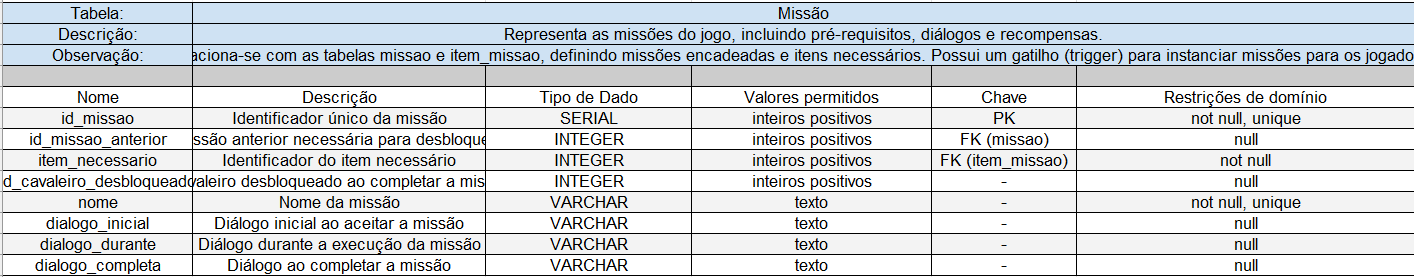 Tabela: Missão
Descrição: Representa as missões do jogo, incluindo pré-requisitos, diálogos e recompensas.
Observação: aciona-se com as tabelas missao e item_missao, definindo missões encadeadas e itens necessários. Possui um gatilho (trigger) para instanciar missões para os jogado
Nome Descrição Tipo de Dado Valores permitidos Chave Restrições de domínio
id_missao Identificador único da missão SERIAL inteiros positivos PK not null, unique
id_missao_anterior ssão anterior necessária para desbloque INTEGER inteiros positivos FK (missao) null
item_necessario Identificador do item necessário INTEGER inteiros positivos FK (item_missao) not null
d_cavaleiro_desbloqueado valeiro desbloqueado ao completar a mis INTEGER inteiros positivos - null
nome Nome da missão VARCHAR texto - not null, unique
dialogo_inicial Diálogo inicial ao aceitar a missão VARCHAR texto - null
dialogo_durante Diálogo durante a execução da missão VARCHAR texto - null
dialogo_completa Diálogo ao completar a missão VARCHAR texto - null